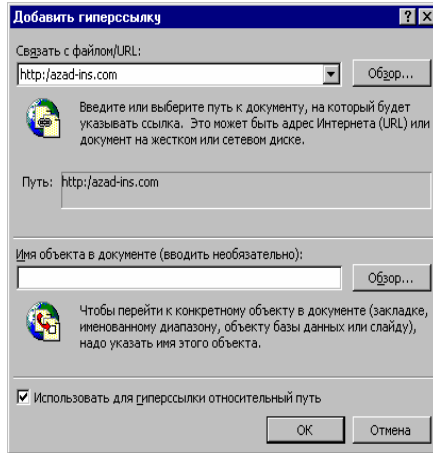 Добавить гиперссылку
Связать с файлом/URL:
http:/azad-ins.com
Обзор...
Введите или выберите путь к документу, на который будет
указывать ссылка. Это может быть адрес Интернета (URL) или
документ на жестком или сетевом диске.
Путь: http:/azad-ins.com
Имя объекта в документе (вводить необязательно):
Обзор...
Чтобы перейти к конкретному объекту в документе (закладке,
именованному диапазону, объекту базы данных или слайду),
надо указать имя этого объекта.
Использовать для гиперссылки относительный путь
ОК Отмена